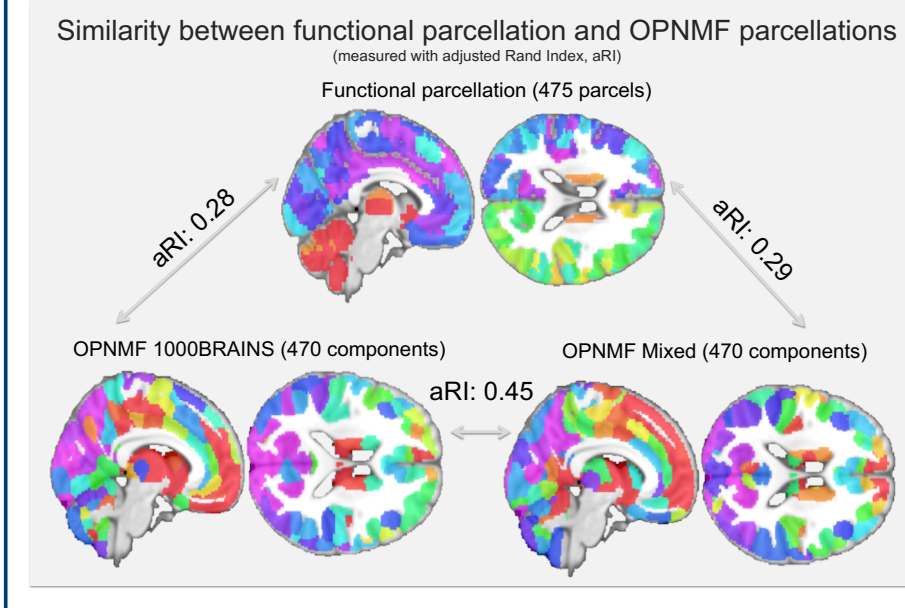 Similarity between functional parcellation and OPNMF parcellations
(measured with adjusted Rand Index, aRI)
Functional parcellation (475 parcels)
aRI: 0.28
aRI: 0.29
OPNMF 1000BRAINS (470 components)
OPNMF Mixed (470 components)
aRI: 0.45